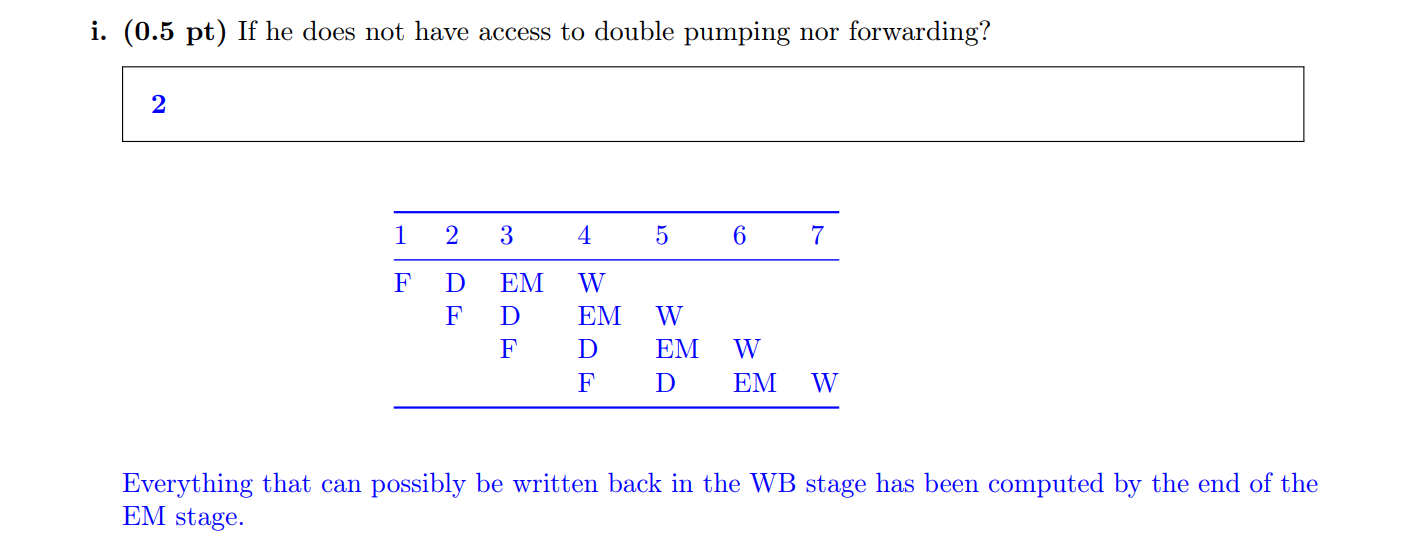 i. (0.5 pt) If he does not have access to double pumping nor forwarding?
2
1 2 3 4 5 6 7
F D EM W
F D EM W
F D EM W
F D EM W
Everything that can possibly be written back in the WB stage has been computed by the end of the
EM stage.